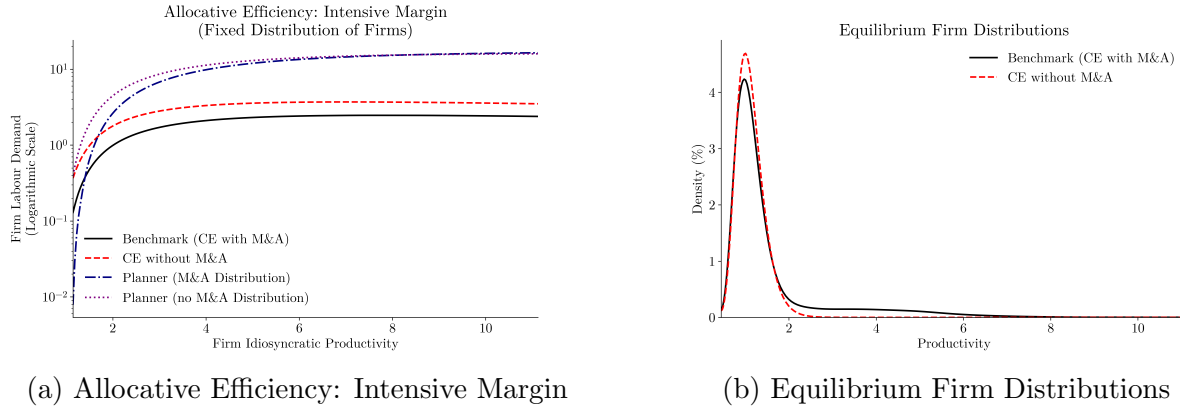 Allocative Efficiency: Intensive Margin
(Fixed Distribution of Firms)
Firm Labour Demand
(Logarithmic Scale)
10¹
10⁰
10⁻¹
10⁻²
Benchmark (CE with M&A)
CE without M&A
Planner (M&A Distribution)
Planner (no M&A Distribution)
2 4 6 8 10
Firm Idiosyncratic Productivity
(a) Allocative Efficiency: Intensive Margin
Equilibrium Firm Distributions
Benchmark (CE with M&A)
CE without M&A
Density (%)
4
3
2
1
0
2 4 6 8 10
Productivity
(b) Equilibrium Firm Distributions